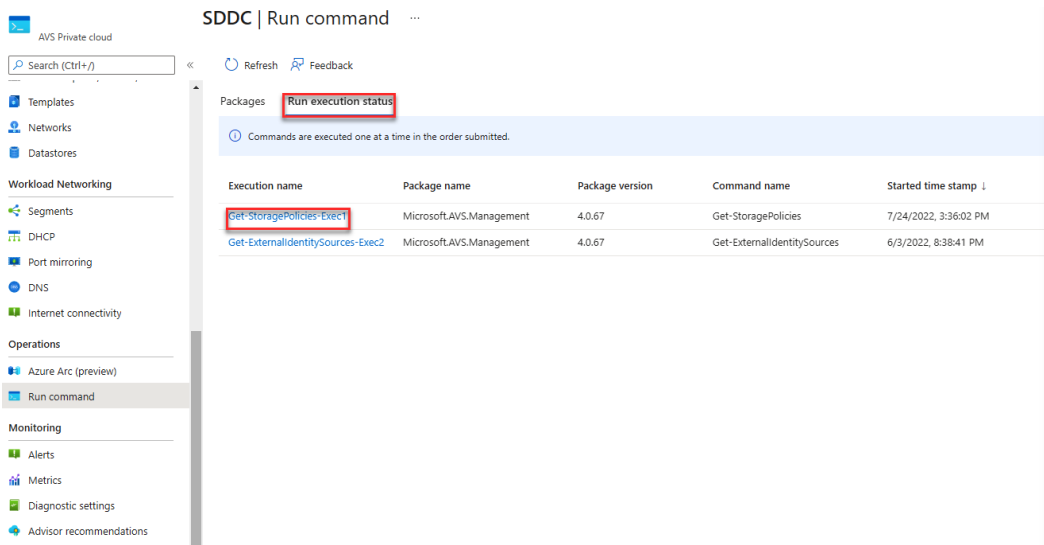 SDDC | Run command ...
AVS Private cloud
Search (Ctrl+/)
«
Refresh
Feedback
Templates
Networks
Datastores
Workload Networking
Segments
DHCP
Port mirroring
DNS
Internet connectivity
Operations
Azure Arc (preview)
Run command
Monitoring
Alerts
Metrics
Diagnostic settings
Advisor recommendations
Packages Run execution status
Commands are executed one at a time in the order submitted.
Execution name Package name Package version Command name Started time stamp ↓
Get-StoragePolicies-Exec1 Microsoft.AVS.Management 4.0.67 Get-StoragePolicies 7/24/2022, 3:36:02 PM
Get-ExternalIdentitySources-Exec2 Microsoft.AVS.Management 4.0.67 Get-ExternalIdentitySources 6/3/2022, 8:38:41 PM